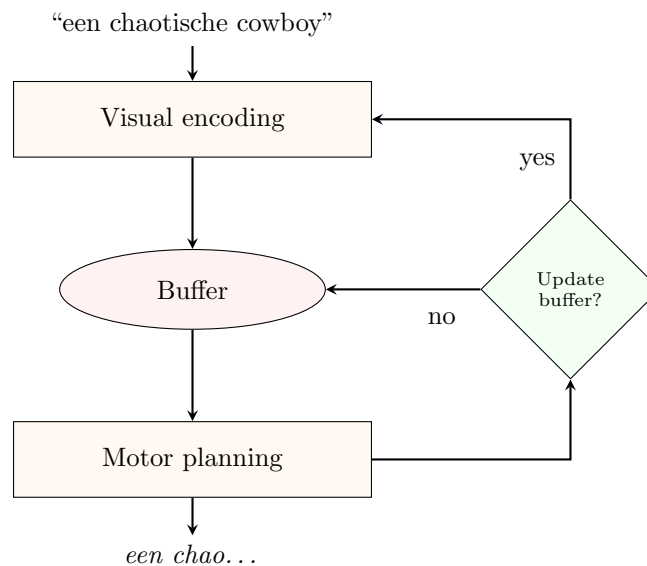 “een chaotische cowboy”
Visual encoding
yes
Update
buffer?
Buffer
no
Motor planning
een chao...